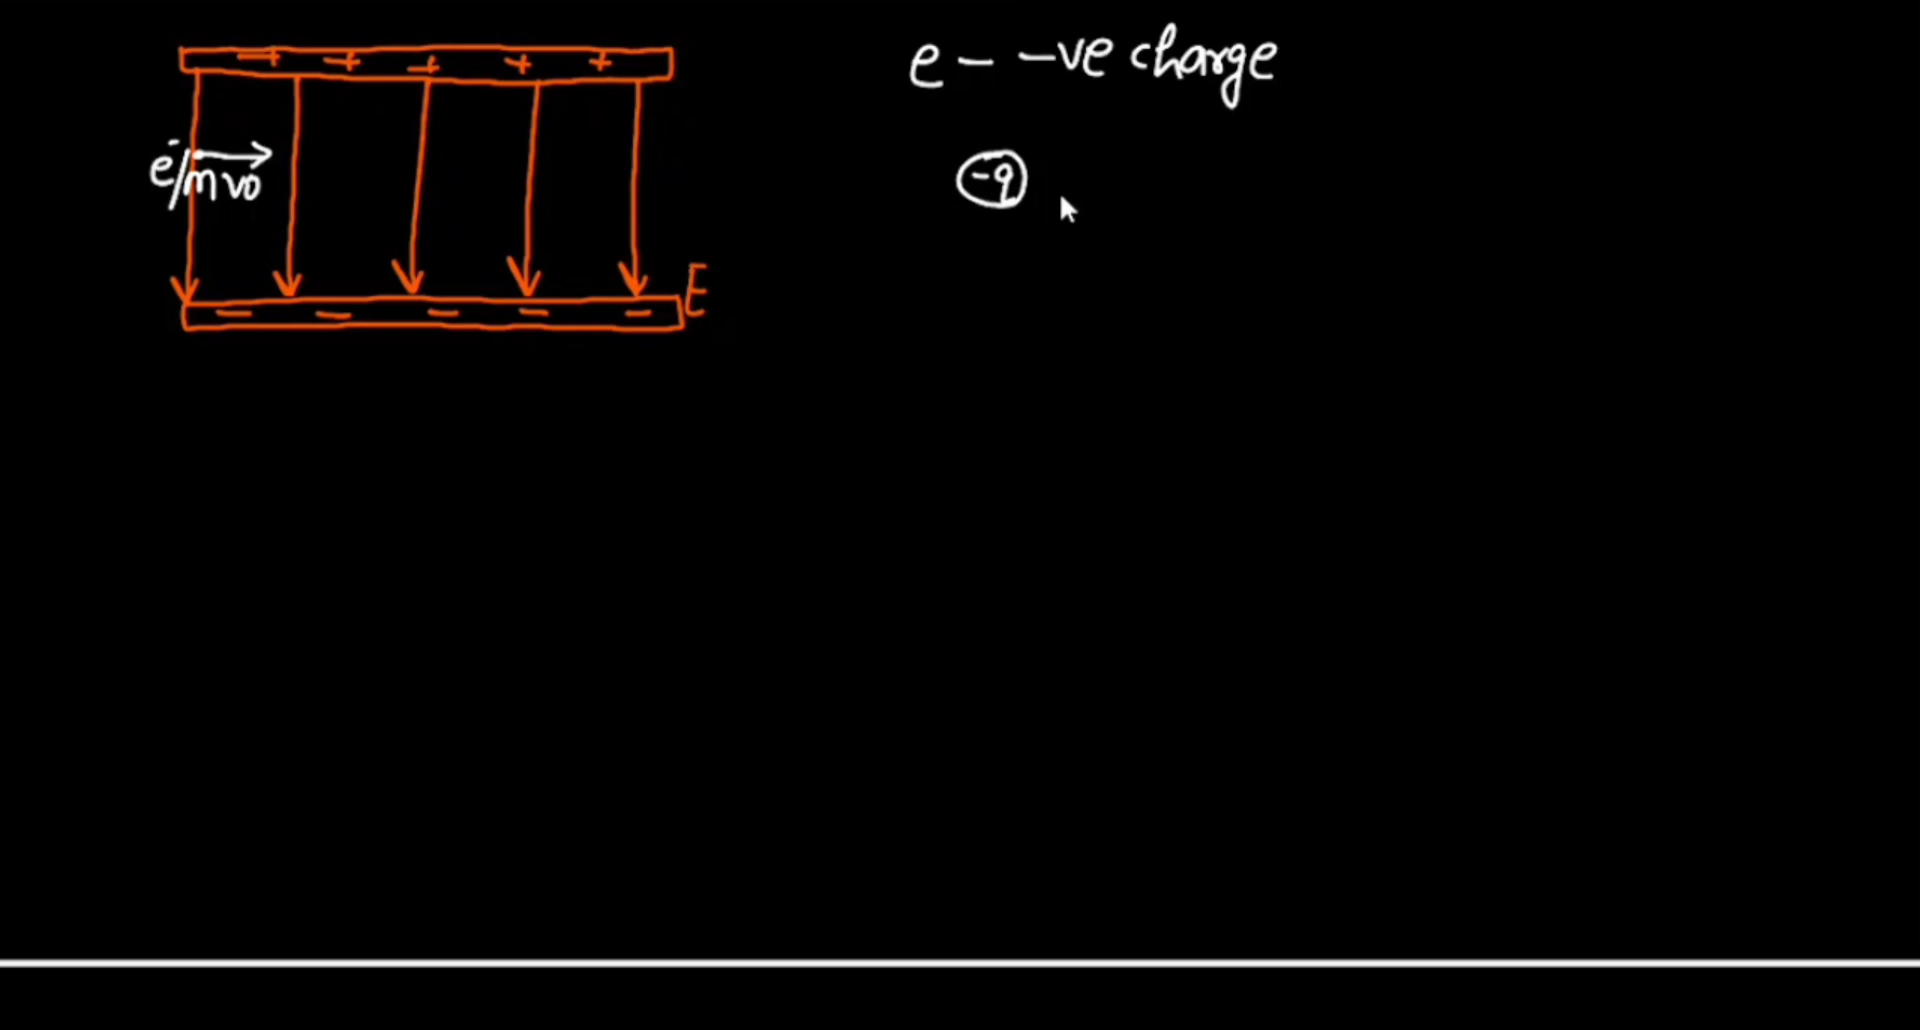 + + + + +
e - -ve charge
e⁻/m v₀
-q
E
- - - - -